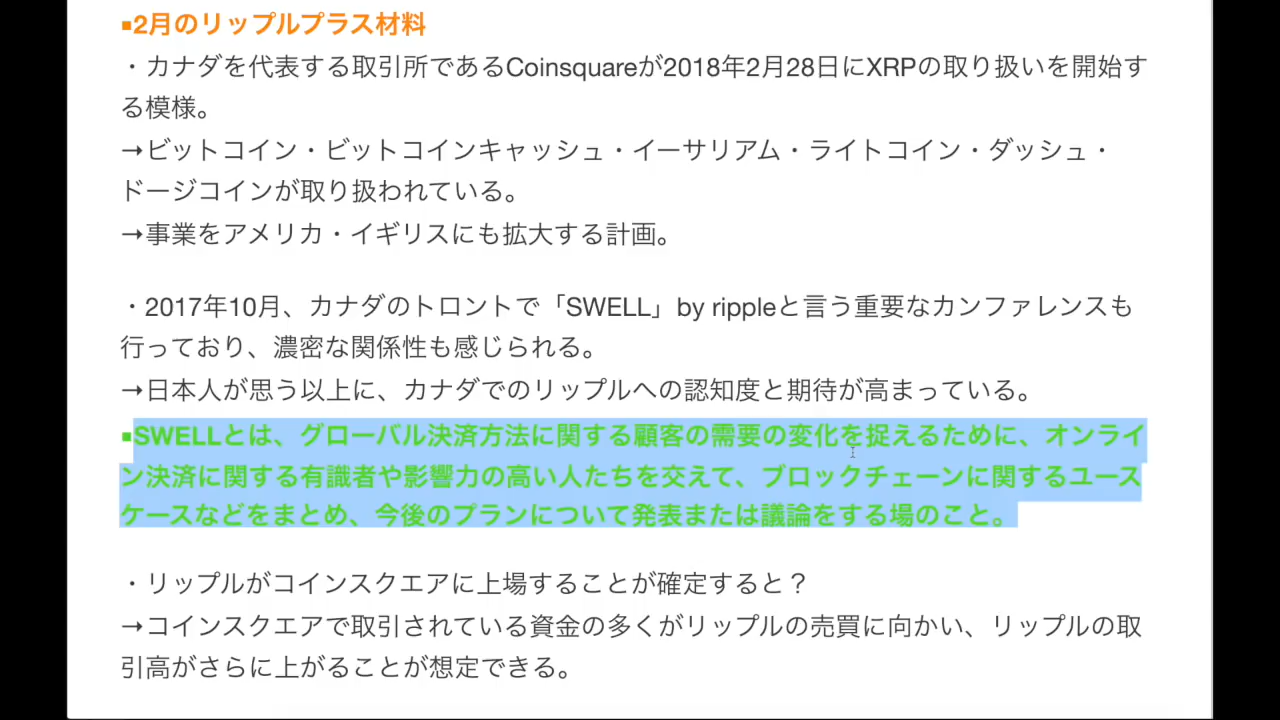 ▪2月のリップルプラス材料
・カナダを代表する取引所であるCoinsquareが2018年2月28日にXRPの取り扱いを開始す
る模様。
→ビットコイン・ビットコインキャッシュ・イーサリアム・ライトコイン・ダッシュ・
ドージコインが取り扱われている。
→事業をアメリカ・イギリスにも拡大する計画。
・2017年10月、カナダのトロントで「SWELL」by rippleと言う重要なカンファレンスも
行っており、濃密な関係性も感じられる。
→日本人が思う以上に、カナダでのリップルへの認知度と期待が高まっている。
▪SWELLとは、グローバル決済方法に関する顧客の需要の変化を捉えるために、オンライ
ン決済に関する有識者や影響力の高い人たちを交えて、ブロックチェーンに関するユース
ケースなどをまとめ、今後のプランについて発表または議論をする場のこと。
・リップルがコインスクエアに上場することが確定すると？
→コインスクエアで取引されている資金の多くがリップルの売買に向かい、リップルの取
引高がさらに上がることが想定できる。